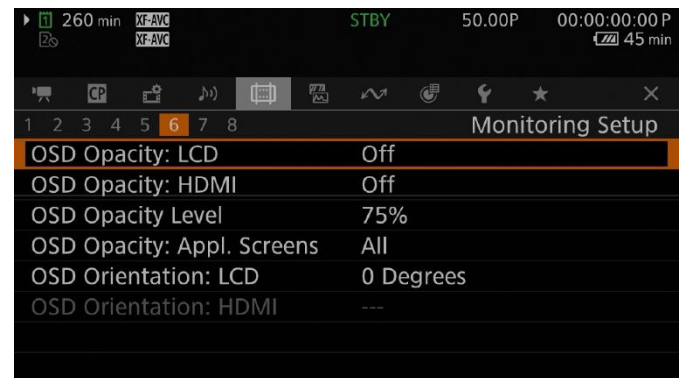 1 260 min XF-AVC STBY 50.00P 00:00:00:00 P
2 XF-AVC 45 min
CP
1 2 3 4 5 6 7 8 Monitoring Setup
OSD Opacity: LCD Off
OSD Opacity: HDMI Off
OSD Opacity Level 75%
OSD Opacity: Appl. Screens All
OSD Orientation: LCD 0 Degrees
OSD Orientation: HDMI ---